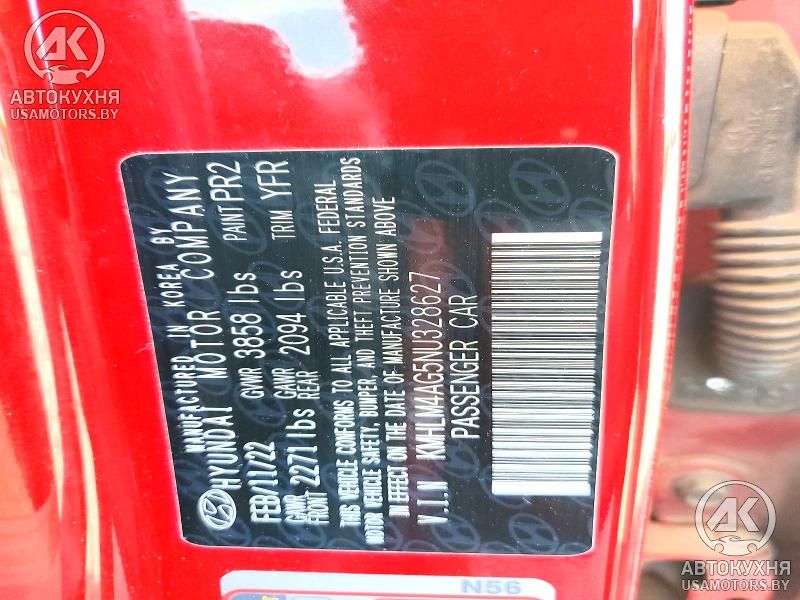 AK
АВТОКУХНЯ
USAMOTORS.BY
MANUFACTURED IN KOREA BY
HYUNDAI MOTOR COMPANY
FEB/11/22 GVWR 3858 lbs PAINT PR2
GAWR FRONT 2271 lbs GAWR REAR 2094 lbs TRIM YFR
THIS VEHICLE CONFORMS TO ALL APPLICABLE U.S.A. FEDERAL
MOTOR VEHICLE SAFETY, BUMPER, AND THEFT PREVENTION STANDARDS
IN EFFECT ON THE DATE OF MANUFACTURE SHOWN ABOVE
V.I.N KMHLM4AG5NU328627
PASSENGER CAR
N56
AK
АВТОКУХНЯ
USAMOTORS.BY